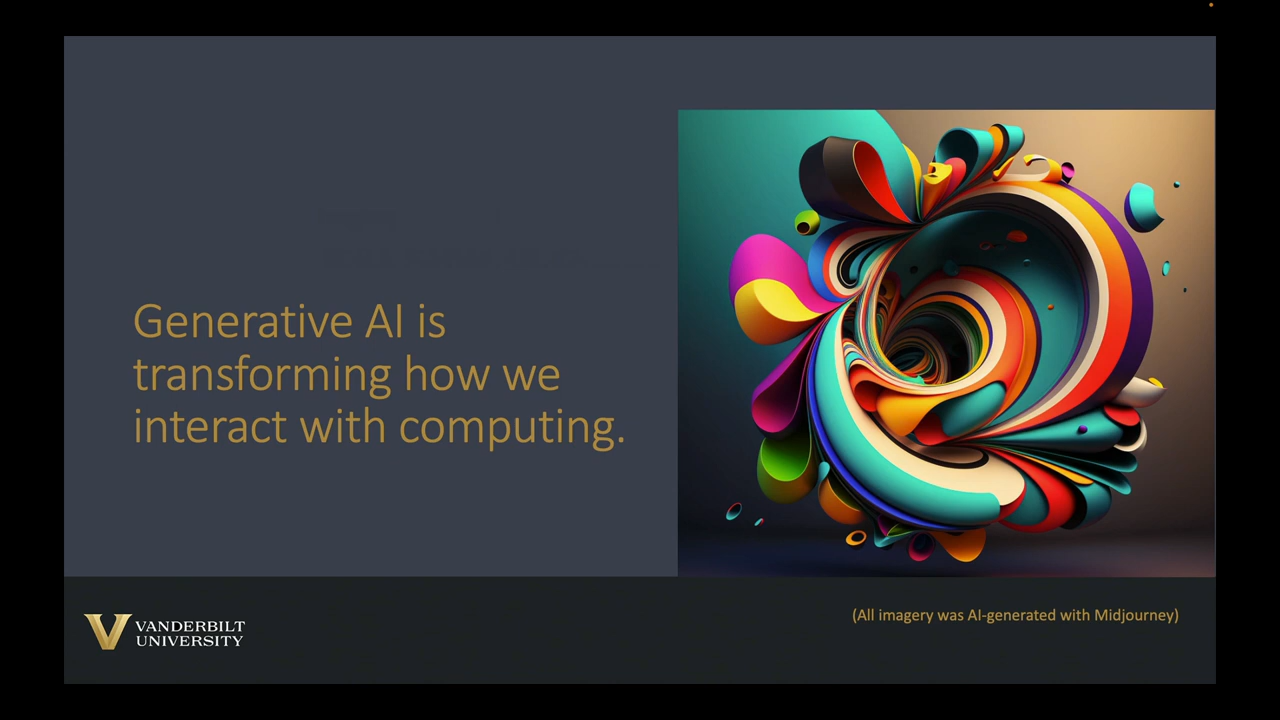 Generative AI is
transforming how we
interact with computing.
(All imagery was AI-generated with Midjourney)
VANDERBILT
UNIVERSITY